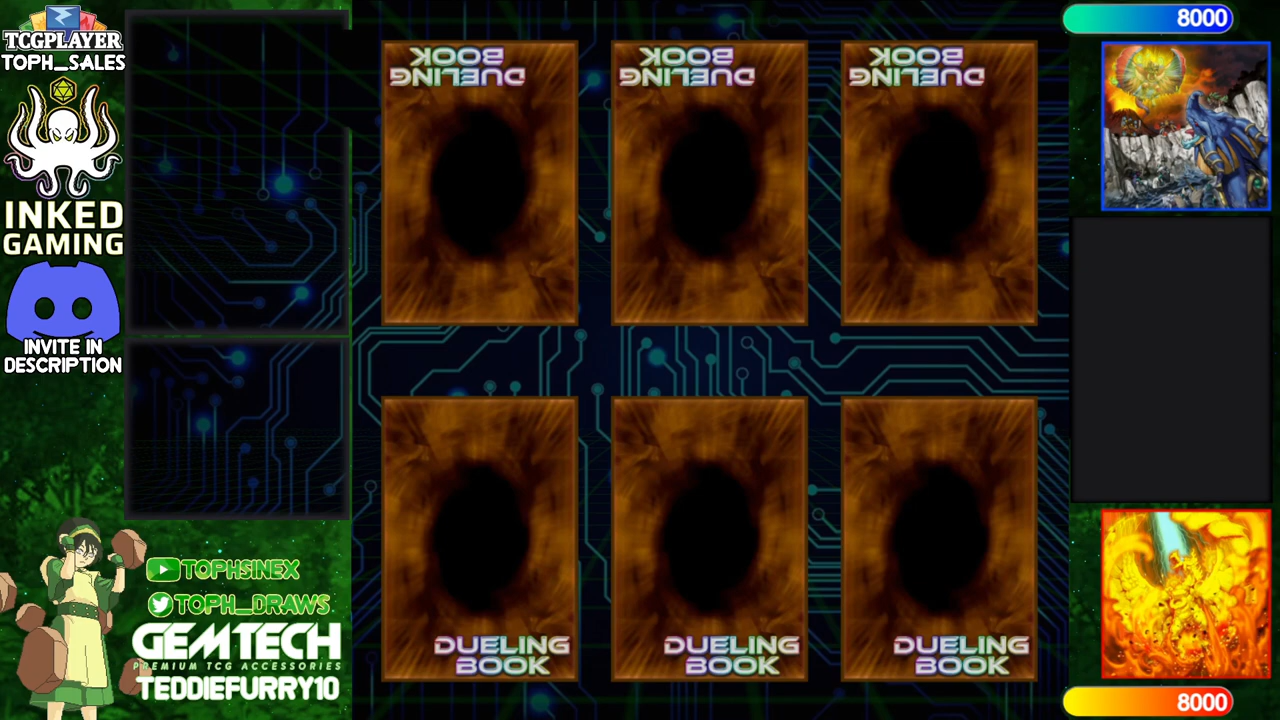 TCGPLAYER
TOPH_SALES
INKED
GAMING
INVITE IN
DESCRIPTION
TOPHSINEX
TOPH_DRAWS
GEMTECH
PREMIUM TCG ACCESSORIES
TEDDIEFURRY10
DUELING
BOOK
DUELING
BOOK
DUELING
BOOK
DUELING
BOOK
DUELING
BOOK
DUELING
BOOK
8000
8000